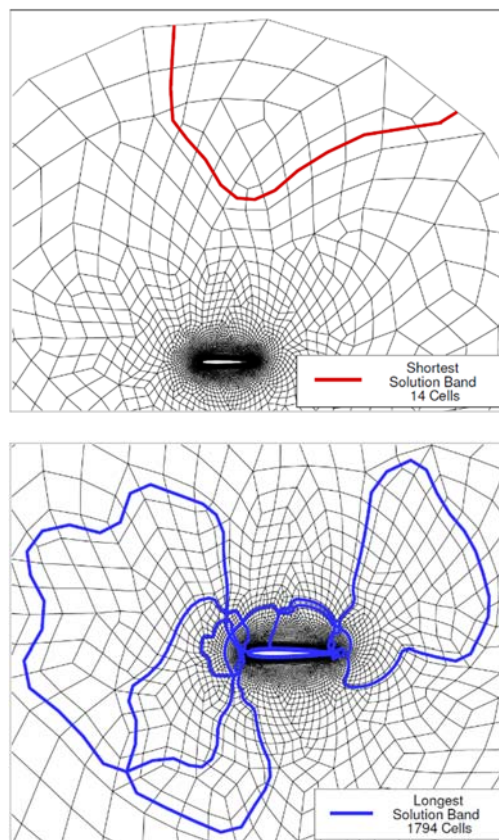 Shortest
Solution Band
14 Cells
Longest
Solution Band
1794 Cells